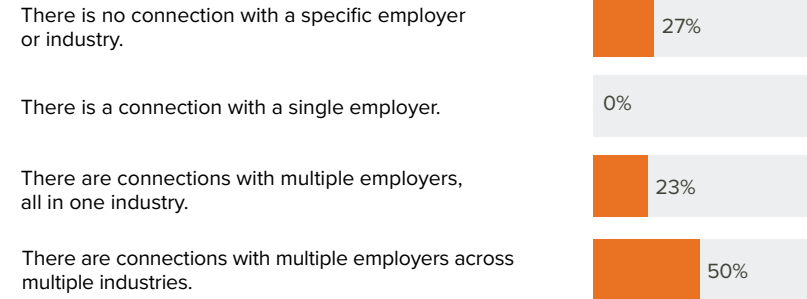 There is no connection with a specific employer
or industry.
27%
There is a connection with a single employer.
0%
There are connections with multiple employers,
all in one industry.
23%
There are connections with multiple employers across
multiple industries.
50%